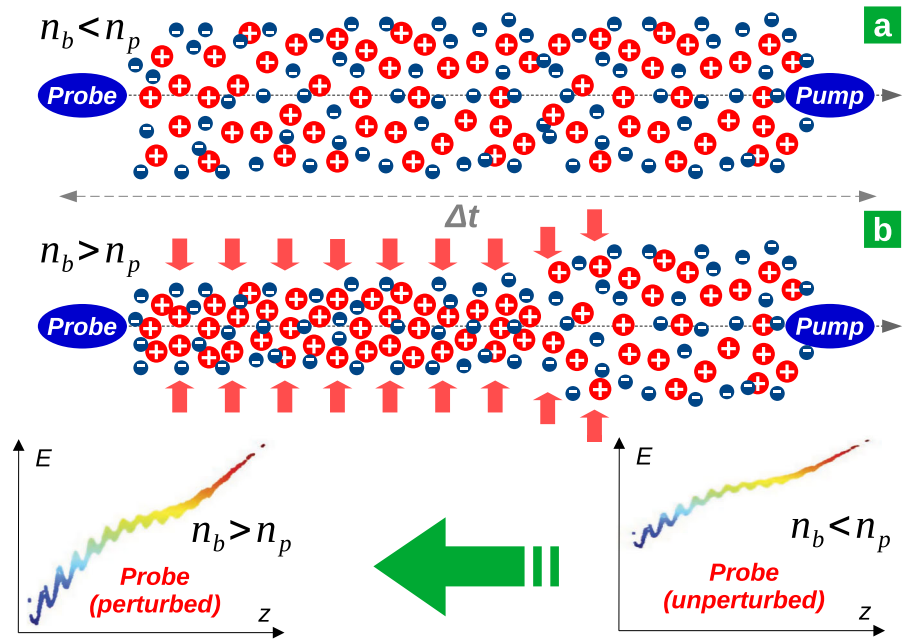 n_b < n_p
a
Probe
Pump
Δt
n_b > n_p
b
Probe
Pump
E
n_b > n_p
Probe
(perturbed)
z
E
n_b < n_p
Probe
(unperturbed)
z